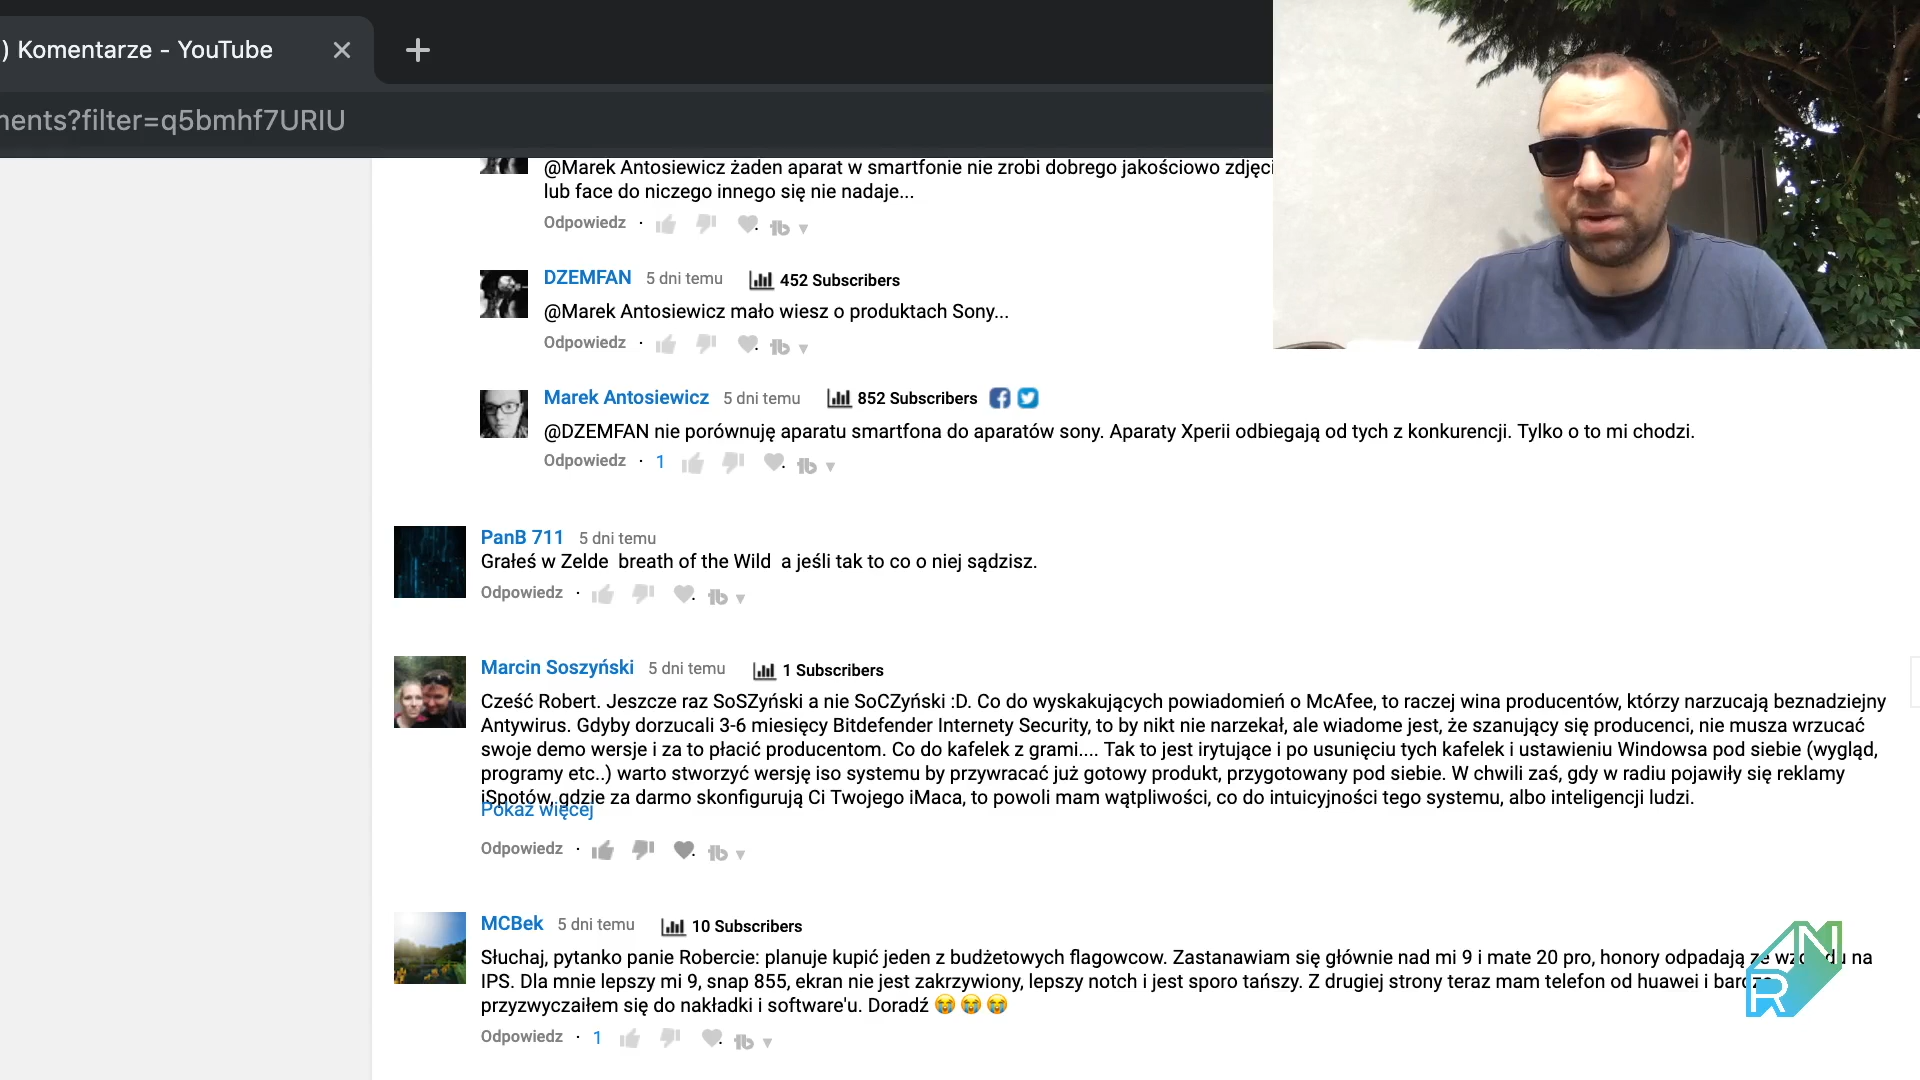 ) Komentarze - YouTube
nents?filter=q5bmhf7URIU
@Marek Antosiewicz żaden aparat w smartfonie nie zrobi dobrego jakościowo zdjęci
lub face do niczego innego się nie nadaje...
Odpowiedz
DZEMFAN 5 dni temu 452 Subscribers
@Marek Antosiewicz mało wiesz o produktach Sony...
Odpowiedz
Marek Antosiewicz 5 dni temu 852 Subscribers
@DZEMFAN nie porównuję aparatu smartfona do aparatów sony. Aparaty Xperii odbiegają od tych z konkurencji. Tylko o to mi chodzi.
Odpowiedz · 1
PanB 711 5 dni temu
Grałeś w Zelde breath of the Wild a jeśli tak to co o niej sądzisz.
Odpowiedz
Marcin Soszyński 5 dni temu 1 Subscribers
Cześć Robert. Jeszcze raz SoSZyński a nie SoCZyński :D. Co do wyskakujących powiadomień o McAfee, to raczej wina producentów, którzy narzucają beznadziejny
Antywirus. Gdyby dorzucali 3-6 miesięcy Bitdefender Internety Security, to by nikt nie narzekał, ale wiadome jest, że szanujący się producenci, nie musza wrzucać
swoje demo wersje i za to płacić producentom. Co do kafelek z grami.... Tak to jest irytujące i po usunięciu tych kafelek i ustawieniu Windowsa pod siebie (wygląd,
programy etc..) warto stworzyć wersję iso systemu by przywracać już gotowy produkt, przygotowany pod siebie. W chwili zaś, gdy w radiu pojawiły się reklamy
iSpotów, gdzie za darmo skonfigurują Ci Twojego iMaca, to powoli mam wątpliwości, co do intuicyjności tego systemu, albo inteligencji ludzi.
Pokaż więcej
Odpowiedz
MCBek 5 dni temu 10 Subscribers
Słuchaj, pytanko panie Robercie: planuje kupić jeden z budżetowych flagowcow. Zastanawiam się głównie nad mi 9 i mate 20 pro, honory odpadają ze względu na
IPS. Dla mnie lepszy mi 9, snap 855, ekran nie jest zakrzywiony, lepszy notch i jest sporo tańszy. Z drugiej strony teraz mam telefon od huawei i bardzo
przyzwyczaiłem się do nakładki i software'u. Doradź 😭 😭 😭
Odpowiedz · 1
RN